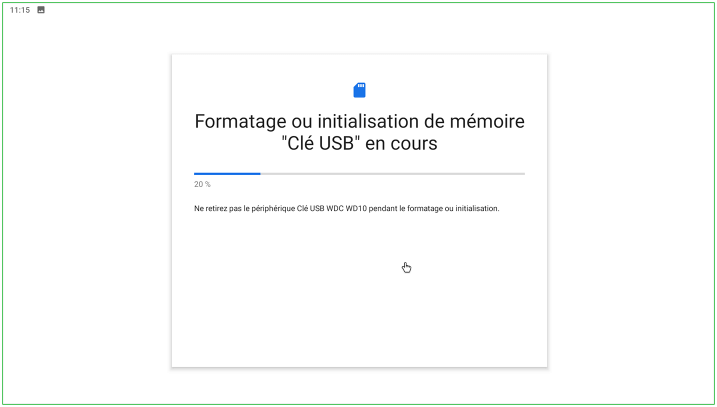 11:15
Formatage ou initialisation de mémoire
"Clé USB" en cours
20 %
Ne retirez pas le périphérique Clé USB WDC WD10 pendant le formatage ou initialisation.